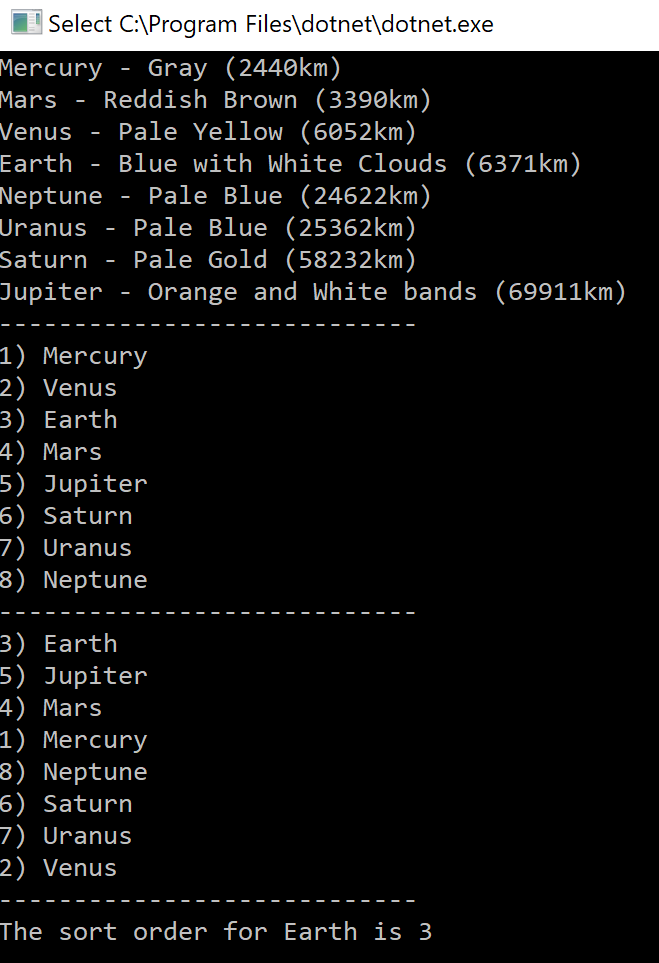 Select C:\Program Files\dotnet\dotnet.exe
Mercury - Gray (2440km)
Mars - Reddish Brown (3390km)
Venus - Pale Yellow (6052km)
Earth - Blue with White Clouds (6371km)
Neptune - Pale Blue (24622km)
Uranus - Pale Blue (25362km)
Saturn - Pale Gold (58232km)
Jupiter - Orange and White bands (69911km)
----------------------------
1) Mercury
2) Venus
3) Earth
4) Mars
5) Jupiter
6) Saturn
7) Uranus
8) Neptune
----------------------------
3) Earth
5) Jupiter
4) Mars
1) Mercury
8) Neptune
6) Saturn
7) Uranus
2) Venus
----------------------------
The sort order for Earth is 3